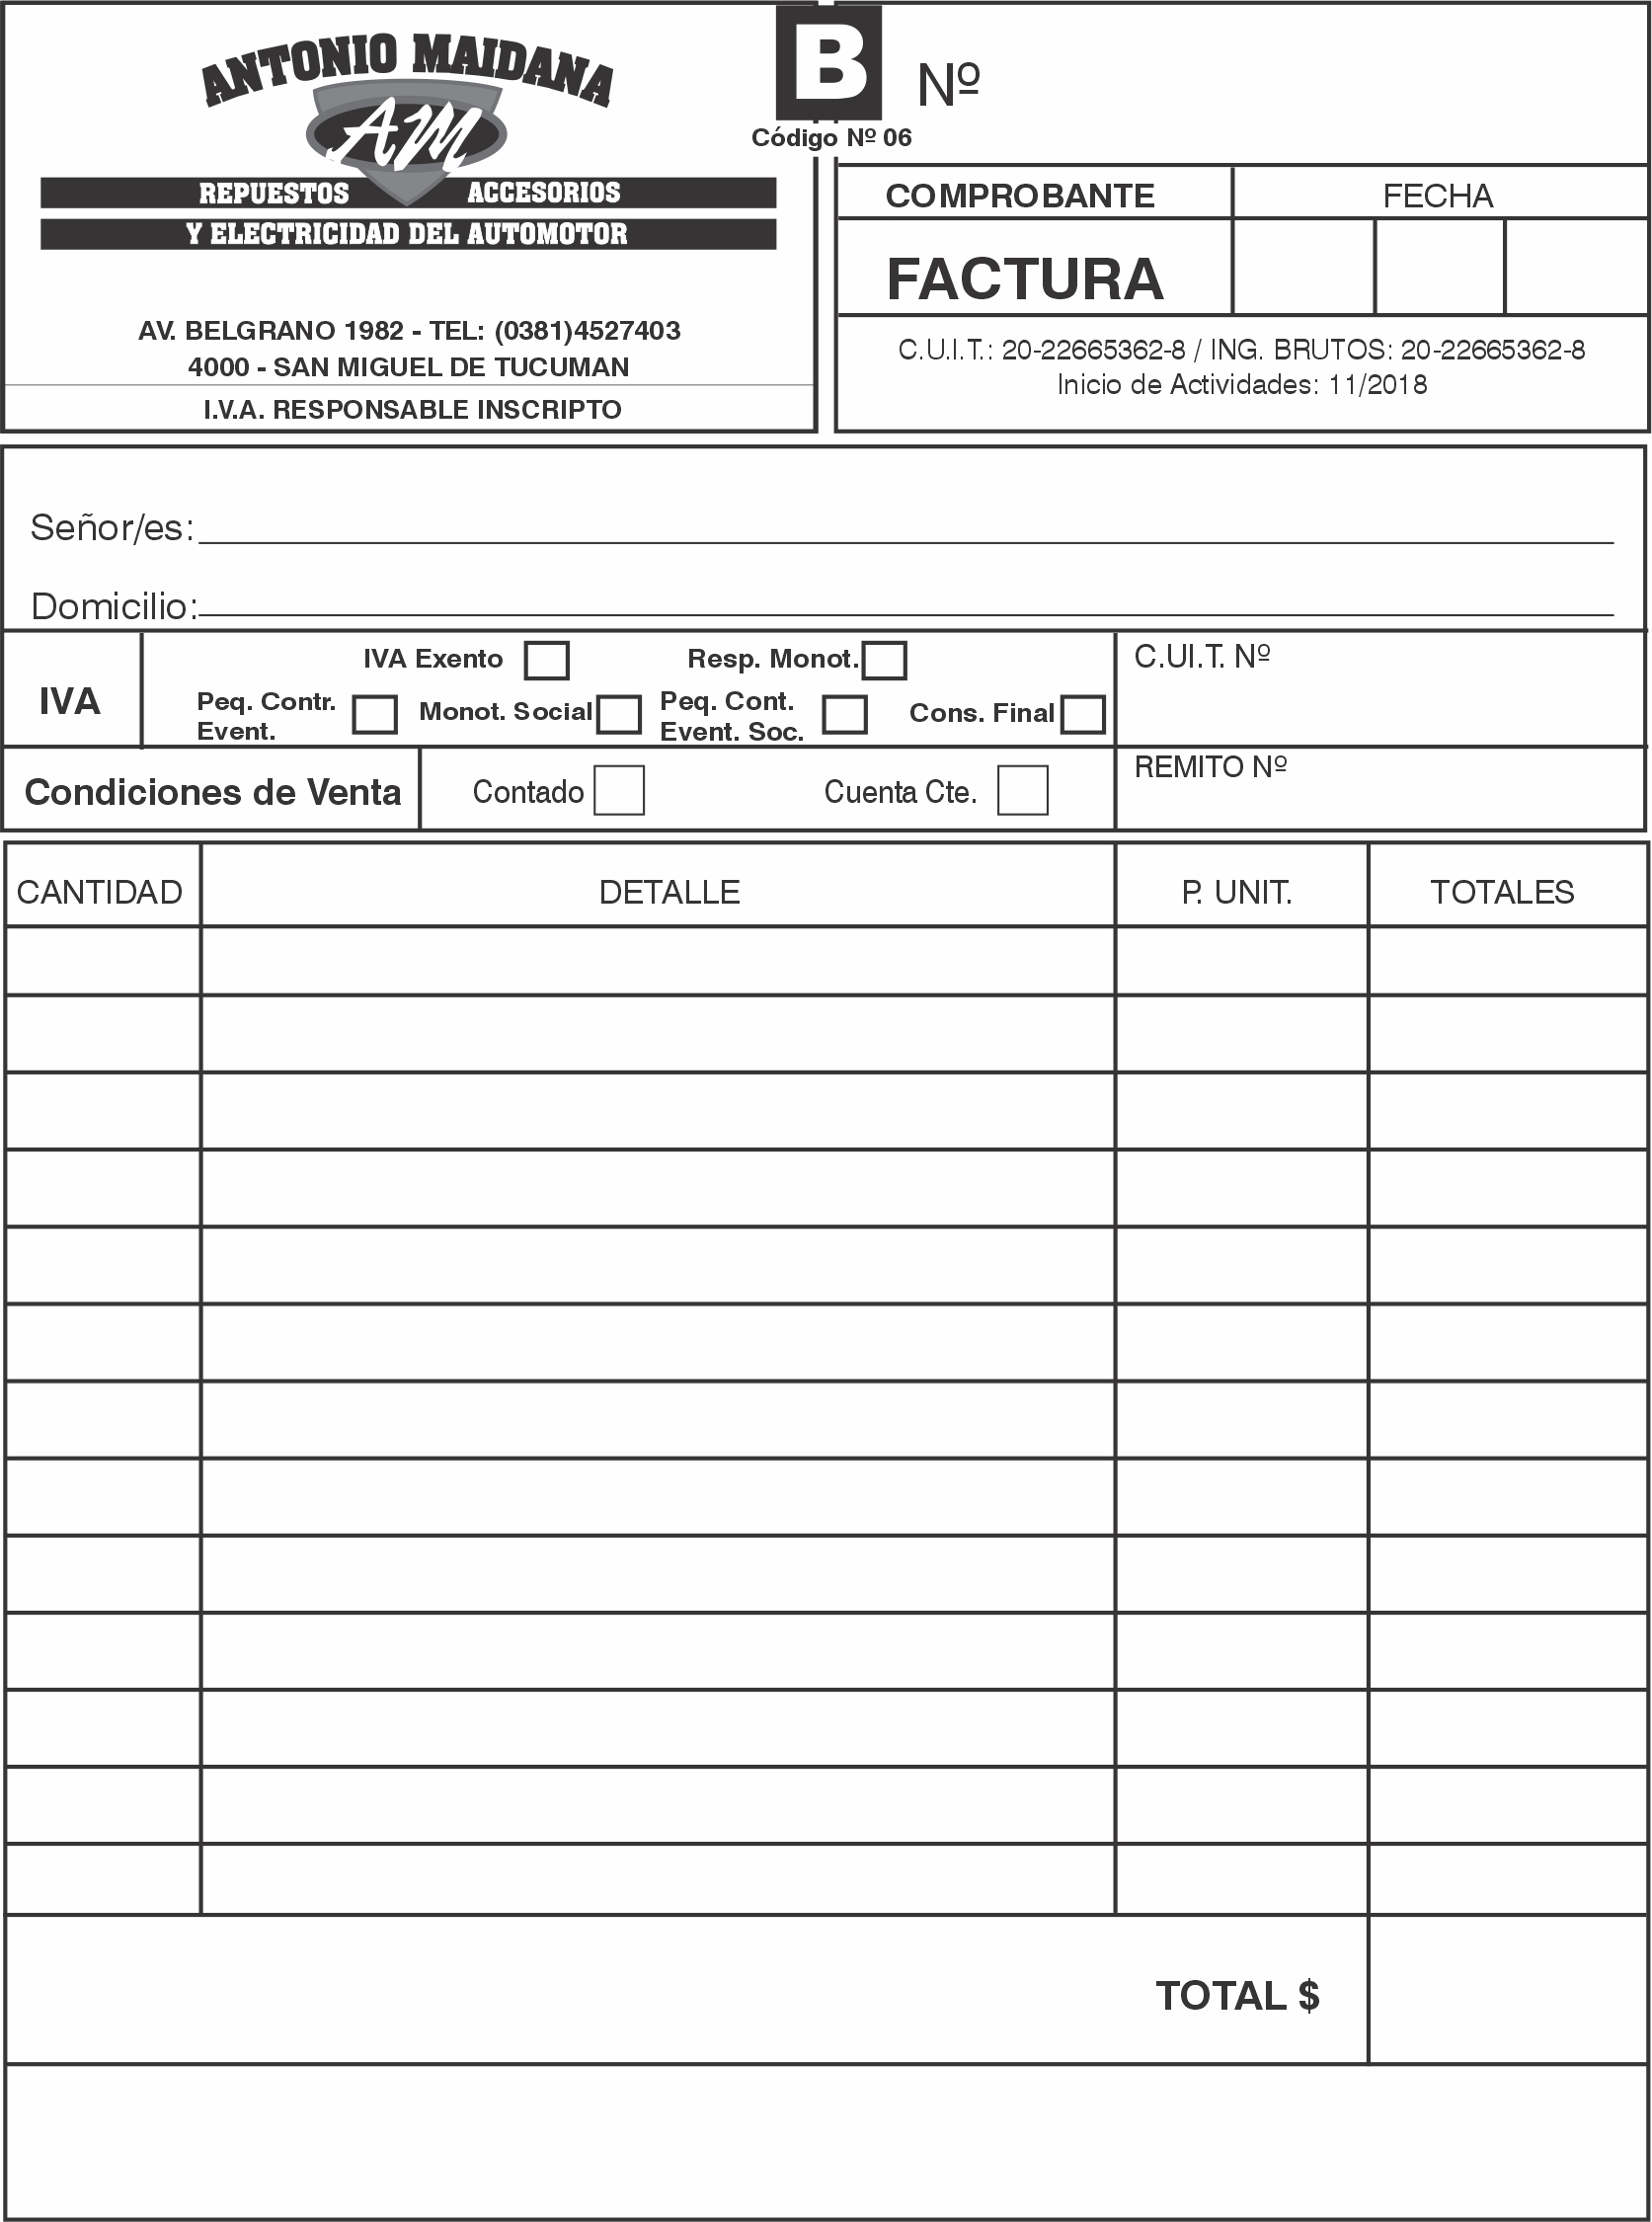 ANTONIO MAIDANA
AM
REPUESTOS ACCESORIOS
Y ELECTRICIDAD DEL AUTOMOTOR
AV. BELGRANO 1982 - TEL: (0381)4527403
4000 - SAN MIGUEL DE TUCUMAN
I.V.A. RESPONSABLE INSCRIPTO
B
Código Nº 06
Nº
COMPROBANTE FECHA
FACTURA
C.U.I.T.: 20-22665362-8 / ING. BRUTOS: 20-22665362-8
Inicio de Actividades: 11/2018
Señor/es:
Domicilio:
IVA
IVA Exento Resp. Monot.
Peq. Contr. Event. Monot. Social Peq. Cont. Event. Soc. Cons. Final
C.UI.T. Nº
Condiciones de Venta Contado Cuenta Cte.
REMITO Nº
CANTIDAD DETALLE P. UNIT. TOTALES
TOTAL $